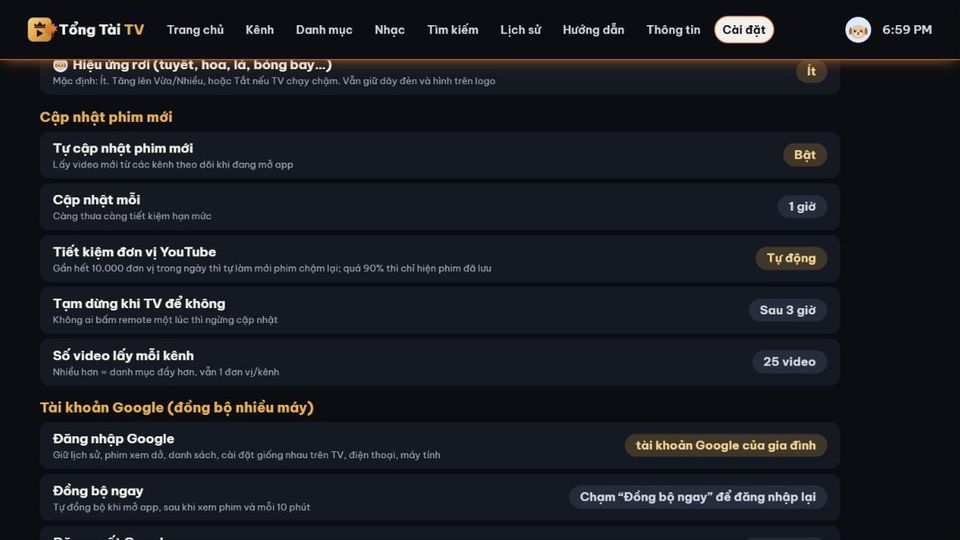 Tổng Tài TV
Trang chủ
Kênh
Danh mục
Nhạc
Tìm kiếm
Lịch sử
Hướng dẫn
Thông tin
Cài đặt
6:59 PM
Hiệu ứng rơi (tuyết, hoa, lá, bóng bay...)
Mặc định: Ít. Tăng lên Vừa/Nhiều, hoặc Tắt nếu TV chạy chậm. Vẫn giữ dây đèn và hình trên logo
Ít
Cập nhật phim mới
Tự cập nhật phim mới
Lấy video mới từ các kênh theo dõi khi đang mở app
Bật
Cập nhật mỗi
Càng thưa càng tiết kiệm hạn mức
1 giờ
Tiết kiệm đơn vị YouTube
Gần hết 10.000 đơn vị trong ngày thì tự làm mới phim chậm lại; quá 90% thì chỉ hiện phim đã lưu
Tự động
Tạm dừng khi TV để không
Không ai bấm remote một lúc thì ngừng cập nhật
Sau 3 giờ
Số video lấy mỗi kênh
Nhiều hơn = danh mục đầy hơn, vẫn 1 đơn vị/kênh
25 video
Tài khoản Google (đồng bộ nhiều máy)
Đăng nhập Google
Giữ lịch sử, phim xem dở, danh sách, cài đặt giống nhau trên TV, điện thoại, máy tính
tài khoản Google của gia đình
Đồng bộ ngay
Tự đồng bộ khi mở app, sau khi xem phim và mỗi 10 phút
Chạm “Đồng bộ ngay” để đăng nhập lại